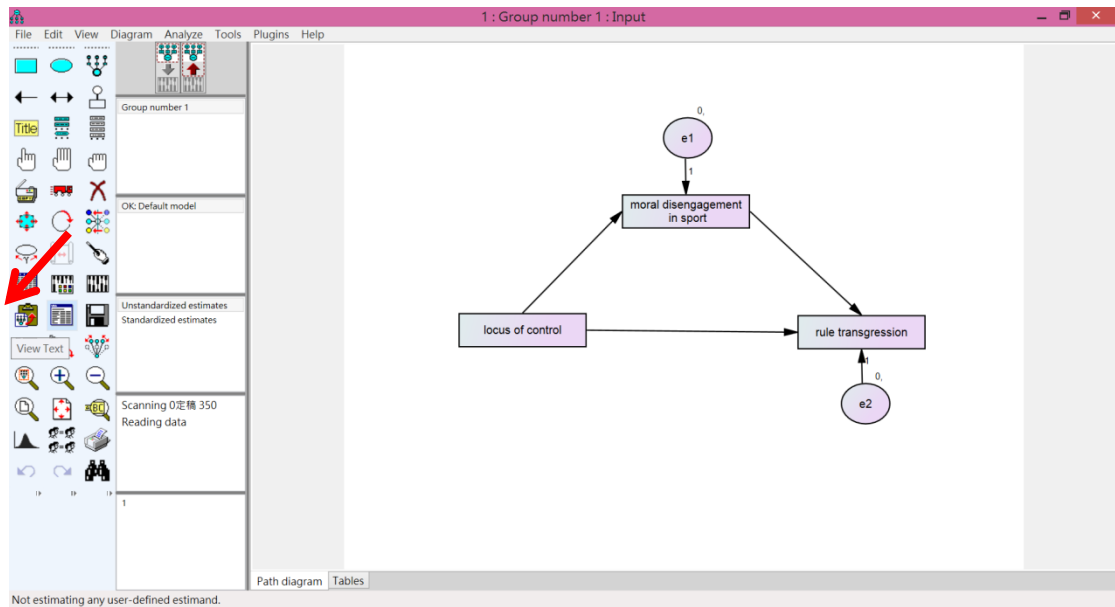 1 : Group number 1 : Input
File Edit View Diagram Analyze Tools Plugins Help
Title
Group number 1
OK: Default model
Unstandardized estimates
Standardized estimates
View Text
Scanning 0定稿 350
Reading data
1
0,
e1
1
moral disengagement
in sport
locus of control
rule transgression
1
0,
e2
Path diagram Tables
Not estimating any user-defined estimand.